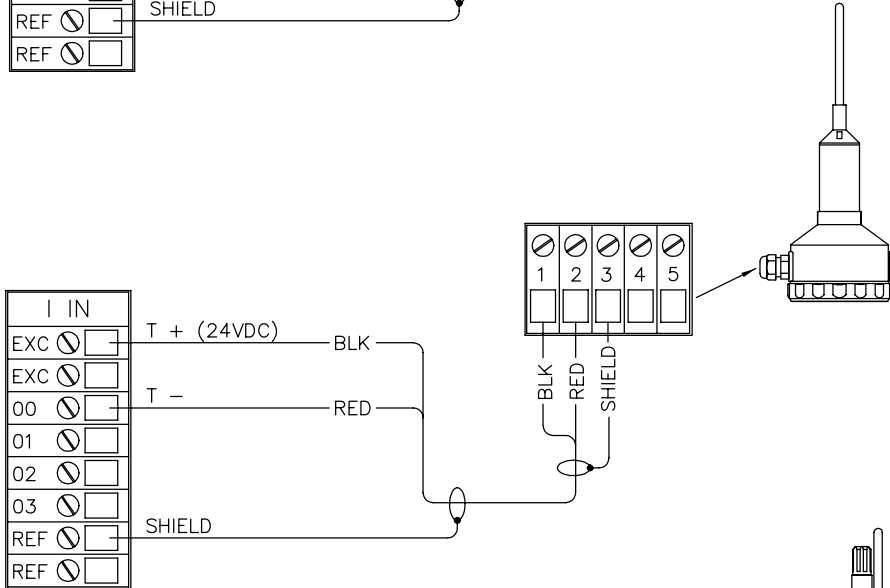 REF SHIELD
REF
1 2 3 4 5
I IN
EXC T + (24VDC) BLK
EXC
00 T - RED
01
02
03
REF SHIELD
REF
BLK
RED
SHIELD